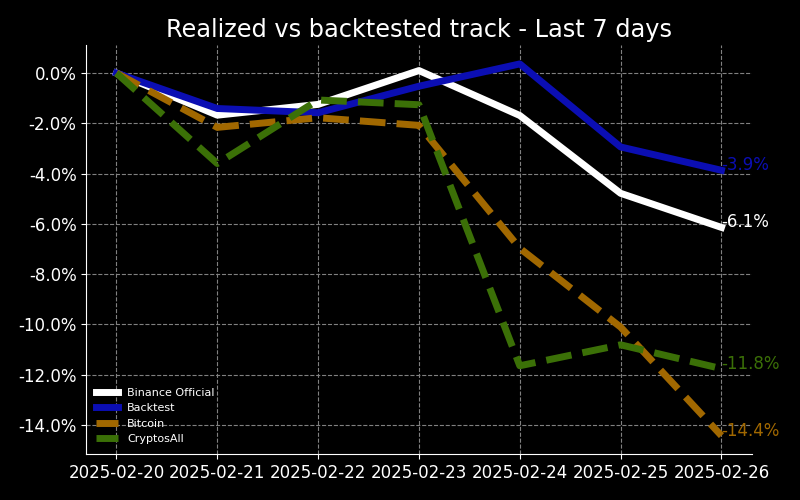 Realized vs backtested track - Last 7 days
0.0%
-2.0%
-4.0%
-6.0%
-8.0%
-10.0%
-12.0%
-14.0%
-3.9%
-6.1%
-11.8%
-14.4%
Binance Official
Backtest
Bitcoin
CryptosAll
2025-02-20 2025-02-21 2025-02-22 2025-02-23 2025-02-24 2025-02-25 2025-02-26